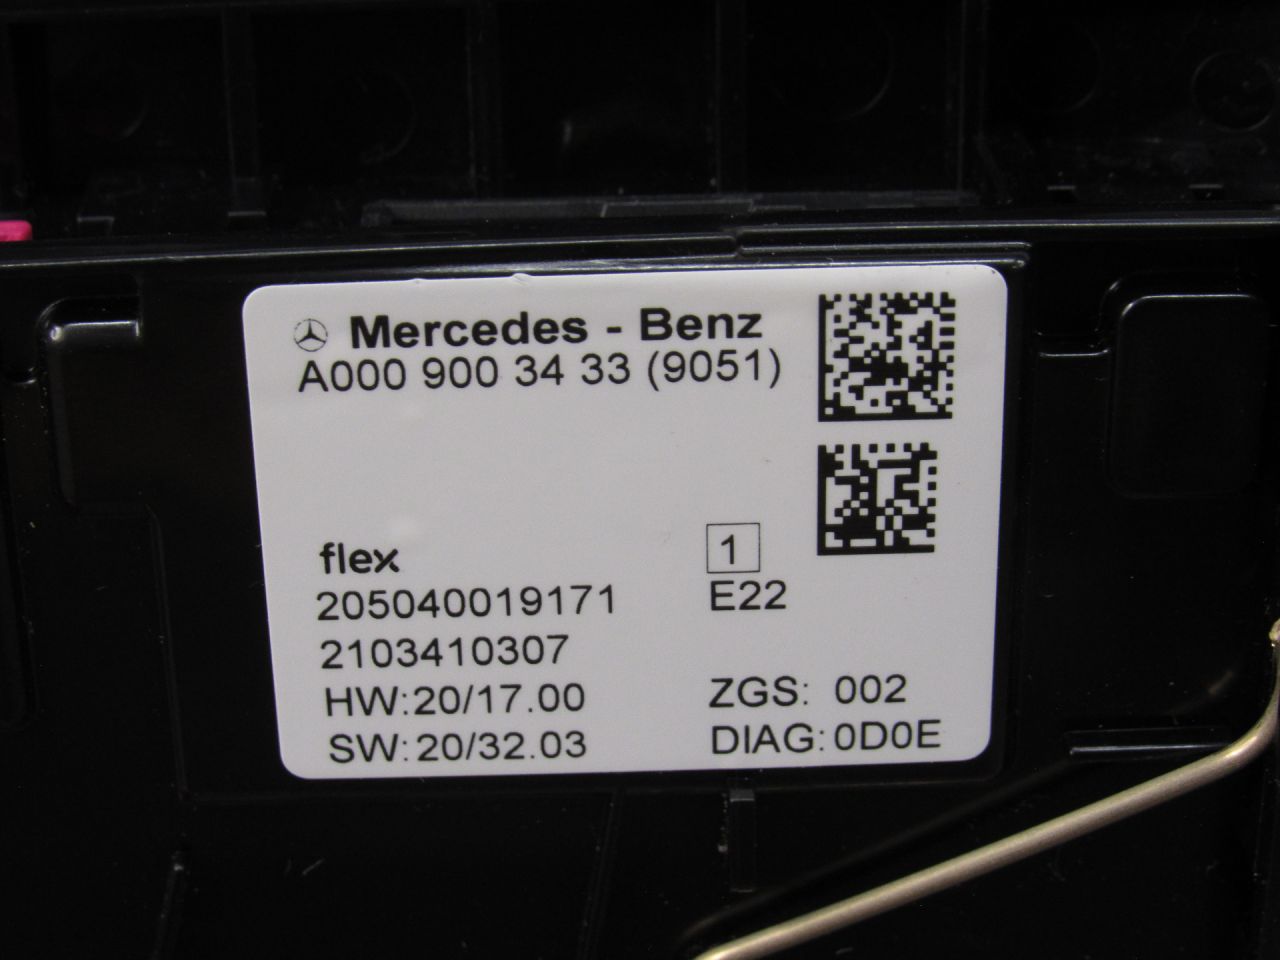 Mercedes - Benz
A000 900 34 33 (9051)
flex
1
205040019171
E22
2103410307
HW:20/17.00
ZGS: 002
SW:20/32.03
DIAG:0D0E